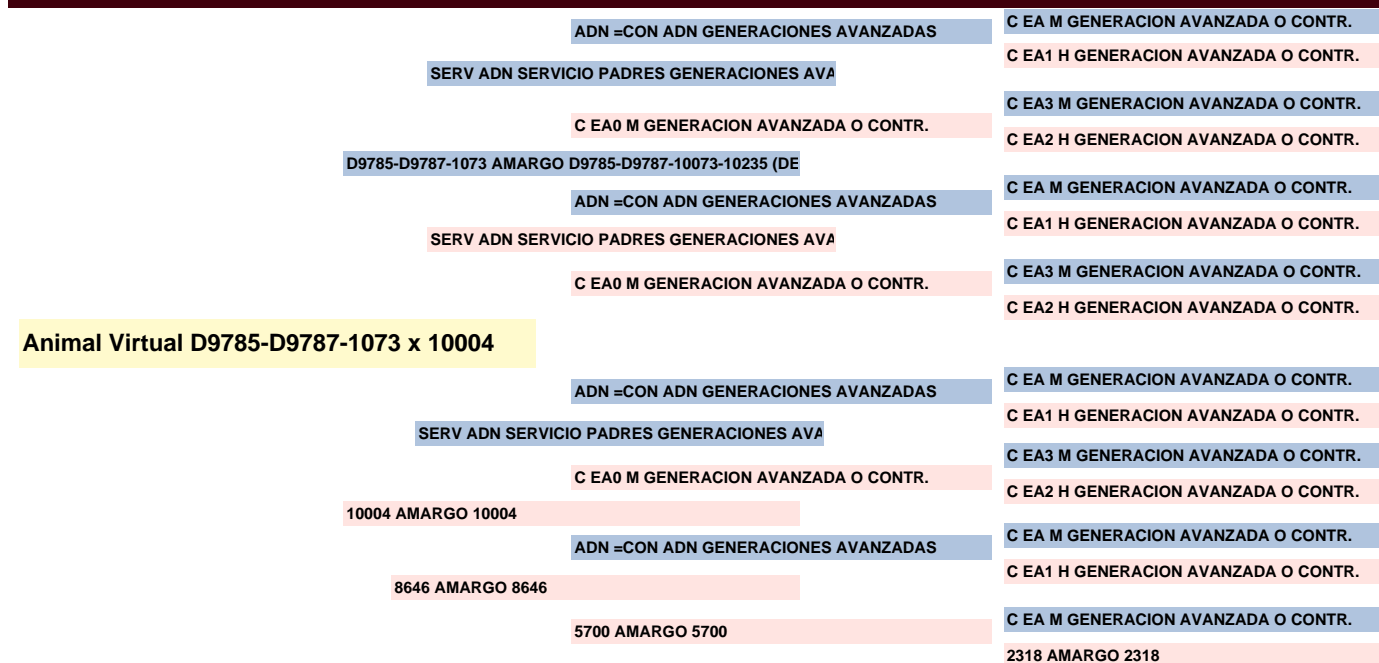 C EA M GENERACION AVANZADA O CONTR.
ADN =CON ADN GENERACIONES AVANZADAS
C EA1 H GENERACION AVANZADA O CONTR.
SERV ADN SERVICIO PADRES GENERACIONES AVA
C EA3 M GENERACION AVANZADA O CONTR.
C EA0 M GENERACION AVANZADA O CONTR.
C EA2 H GENERACION AVANZADA O CONTR.
D9785-D9787-1073 AMARGO D9785-D9787-10073-10235 (DE
C EA M GENERACION AVANZADA O CONTR.
ADN =CON ADN GENERACIONES AVANZADAS
C EA1 H GENERACION AVANZADA O CONTR.
SERV ADN SERVICIO PADRES GENERACIONES AVA
C EA3 M GENERACION AVANZADA O CONTR.
C EA0 M GENERACION AVANZADA O CONTR.
C EA2 H GENERACION AVANZADA O CONTR.
Animal Virtual D9785-D9787-1073 x 10004
C EA M GENERACION AVANZADA O CONTR.
ADN =CON ADN GENERACIONES AVANZADAS
C EA1 H GENERACION AVANZADA O CONTR.
SERV ADN SERVICIO PADRES GENERACIONES AVA
C EA3 M GENERACION AVANZADA O CONTR.
C EA0 M GENERACION AVANZADA O CONTR.
C EA2 H GENERACION AVANZADA O CONTR.
10004 AMARGO 10004
C EA M GENERACION AVANZADA O CONTR.
ADN =CON ADN GENERACIONES AVANZADAS
C EA1 H GENERACION AVANZADA O CONTR.
8646 AMARGO 8646
C EA M GENERACION AVANZADA O CONTR.
5700 AMARGO 5700
2318 AMARGO 2318